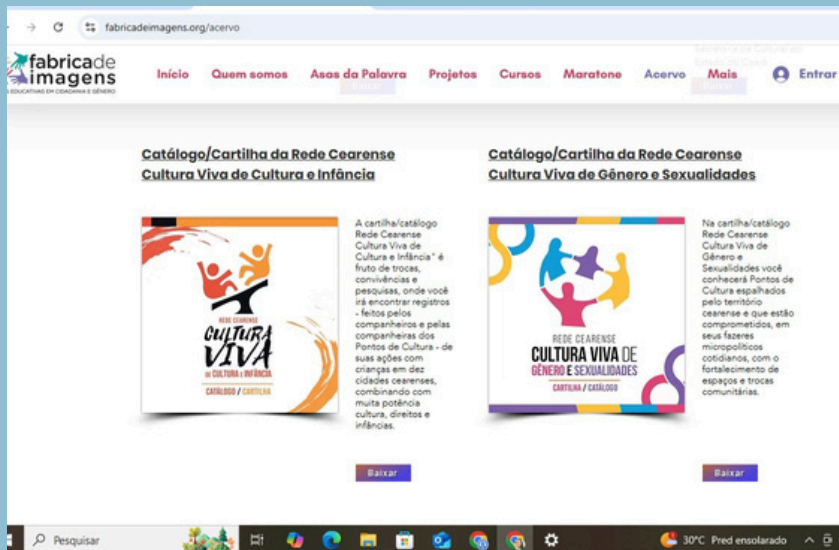 fabricadeimagens.org/acervo
fabricade
imagens
EDUCATIVAS EM CIDADANIA E GÊNERO
Início Quem somos Asas da Palavra Projetos Cursos Maratone Acervo Mais Entrar
Catálogo/Cartilha da Rede Cearense
Cultura Viva de Cultura e Infância
REDE CEARENSE
CULTURA
VIVA
DE CULTURA E INFÂNCIA
CATÁLOGO / CARTILHA
A cartilha/catálogo
Rede Cearense
Cultura Viva de
Cultura e Infância" é
fruto de trocas,
convivências e
pesquisas, onde você
irá encontrar registros
- feitos pelos
companheiros e pelas
companheiras dos
Pontos de Cultura - de
suas ações com
crianças em dez
cidades cearenses,
combinando com
muita potência
cultura, direitos e
infâncias.
Baixar
Catálogo/Cartilha da Rede Cearense
Cultura Viva de Gênero e Sexualidades
REDE CEARENSE
CULTURA VIVA DE
GÊNERO E SEXUALIDADES
CARTILHA / CATÁLOGO
Na cartilha/catálogo
Rede Cearense
Cultura Viva de
Gênero e
Sexualidades você
conhecerá Pontos de
Cultura espalhados
pelo território
cearense e que estão
comprometidos, em
seus fazeres
micropolíticos
cotidianos, com o
fortalecimento de
espaços e trocas
comunitárias.
Baixar
Pesquisar
30°C Pred ensolarado